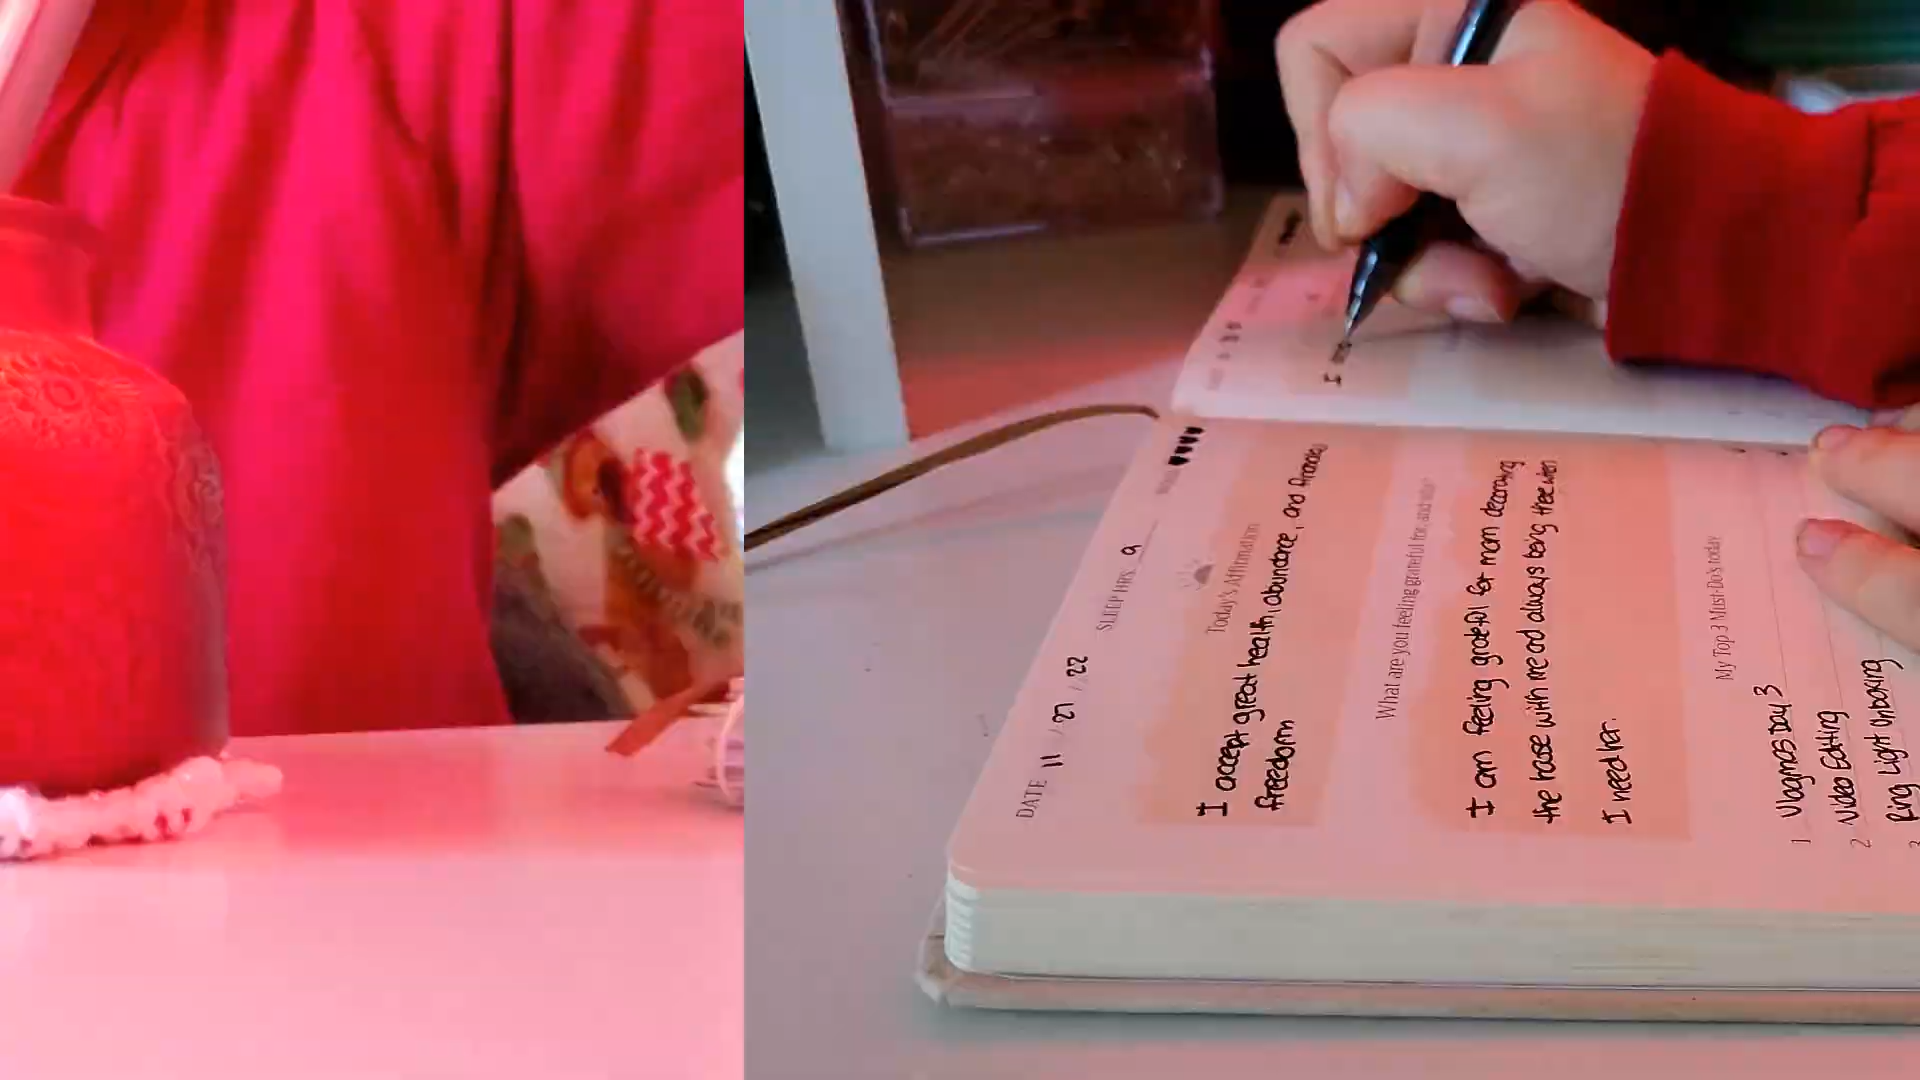 DATE 11 / 27 / 22 SLEEP HRS. 9
Today's Affirmation
I accept great health, abundance, and financial
freedom
What are you feeling grateful for, and why?
I am feeling grateful for mom decorating
the house with me and always being there when
I need her.
My Top 3 Must-Do's today
1 Vlogmas Day 3
2 Video Editing
3 Ring Light Unboxing
I